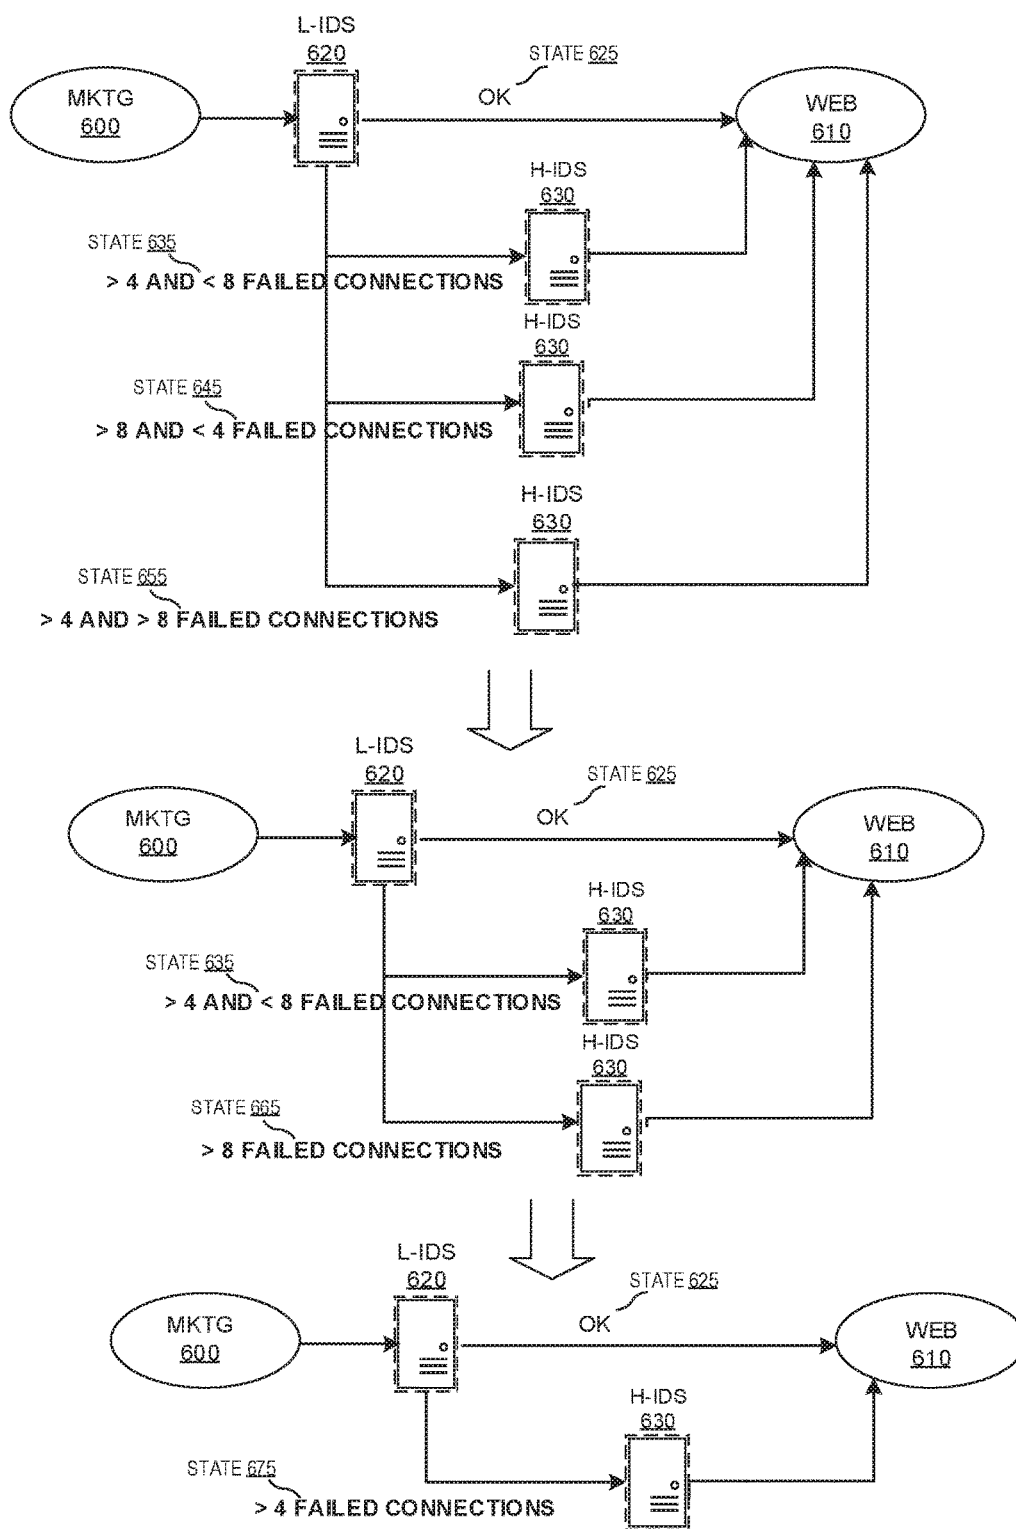 L-IDS
620
STATE 625
MKTG
600
OK
WEB
610
H-IDS
630
STATE 635
> 4 AND < 8 FAILED CONNECTIONS
H-IDS
630
STATE 645
> 8 AND < 4 FAILED CONNECTIONS
H-IDS
630
STATE 655
> 4 AND > 8 FAILED CONNECTIONS
L-IDS
620
STATE 625
MKTG
600
OK
WEB
610
H-IDS
630
STATE 635
> 4 AND < 8 FAILED CONNECTIONS
H-IDS
630
STATE 665
> 8 FAILED CONNECTIONS
L-IDS
620
STATE 625
MKTG
600
OK
WEB
610
H-IDS
630
STATE 675
> 4 FAILED CONNECTIONS